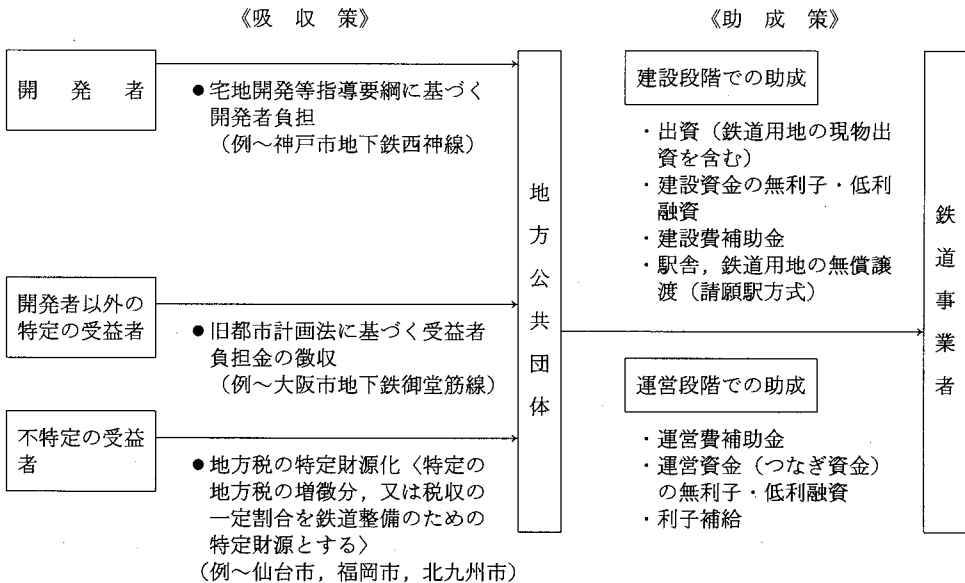 《吸収策》
《助成策》
開発者
●宅地開発等指導要綱に基づく
開発者負担
(例～神戸市地下鉄西神線)
開発者以外の
特定の受益者
●旧都市計画法に基づく受益者
負担金の徴収
(例～大阪市地下鉄御堂筋線)
不特定の受益
者
●地方税の特定財源化〈特定の
地方税の増徴分，又は税収の
一定割合を鉄道整備のための
特定財源とする〉
(例～仙台市，福岡市，北九州市)
地方公共団体
建設段階での助成
・出資（鉄道用地の現物出
資を含む）
・建設資金の無利子・低利
融資
・建設費補助金
・駅舎，鉄道用地の無償譲
渡（請願駅方式）
運営段階での助成
・運営費補助金
・運営資金（つなぎ資金）
の無利子・低利融資
・利子補給
鉄道事業者